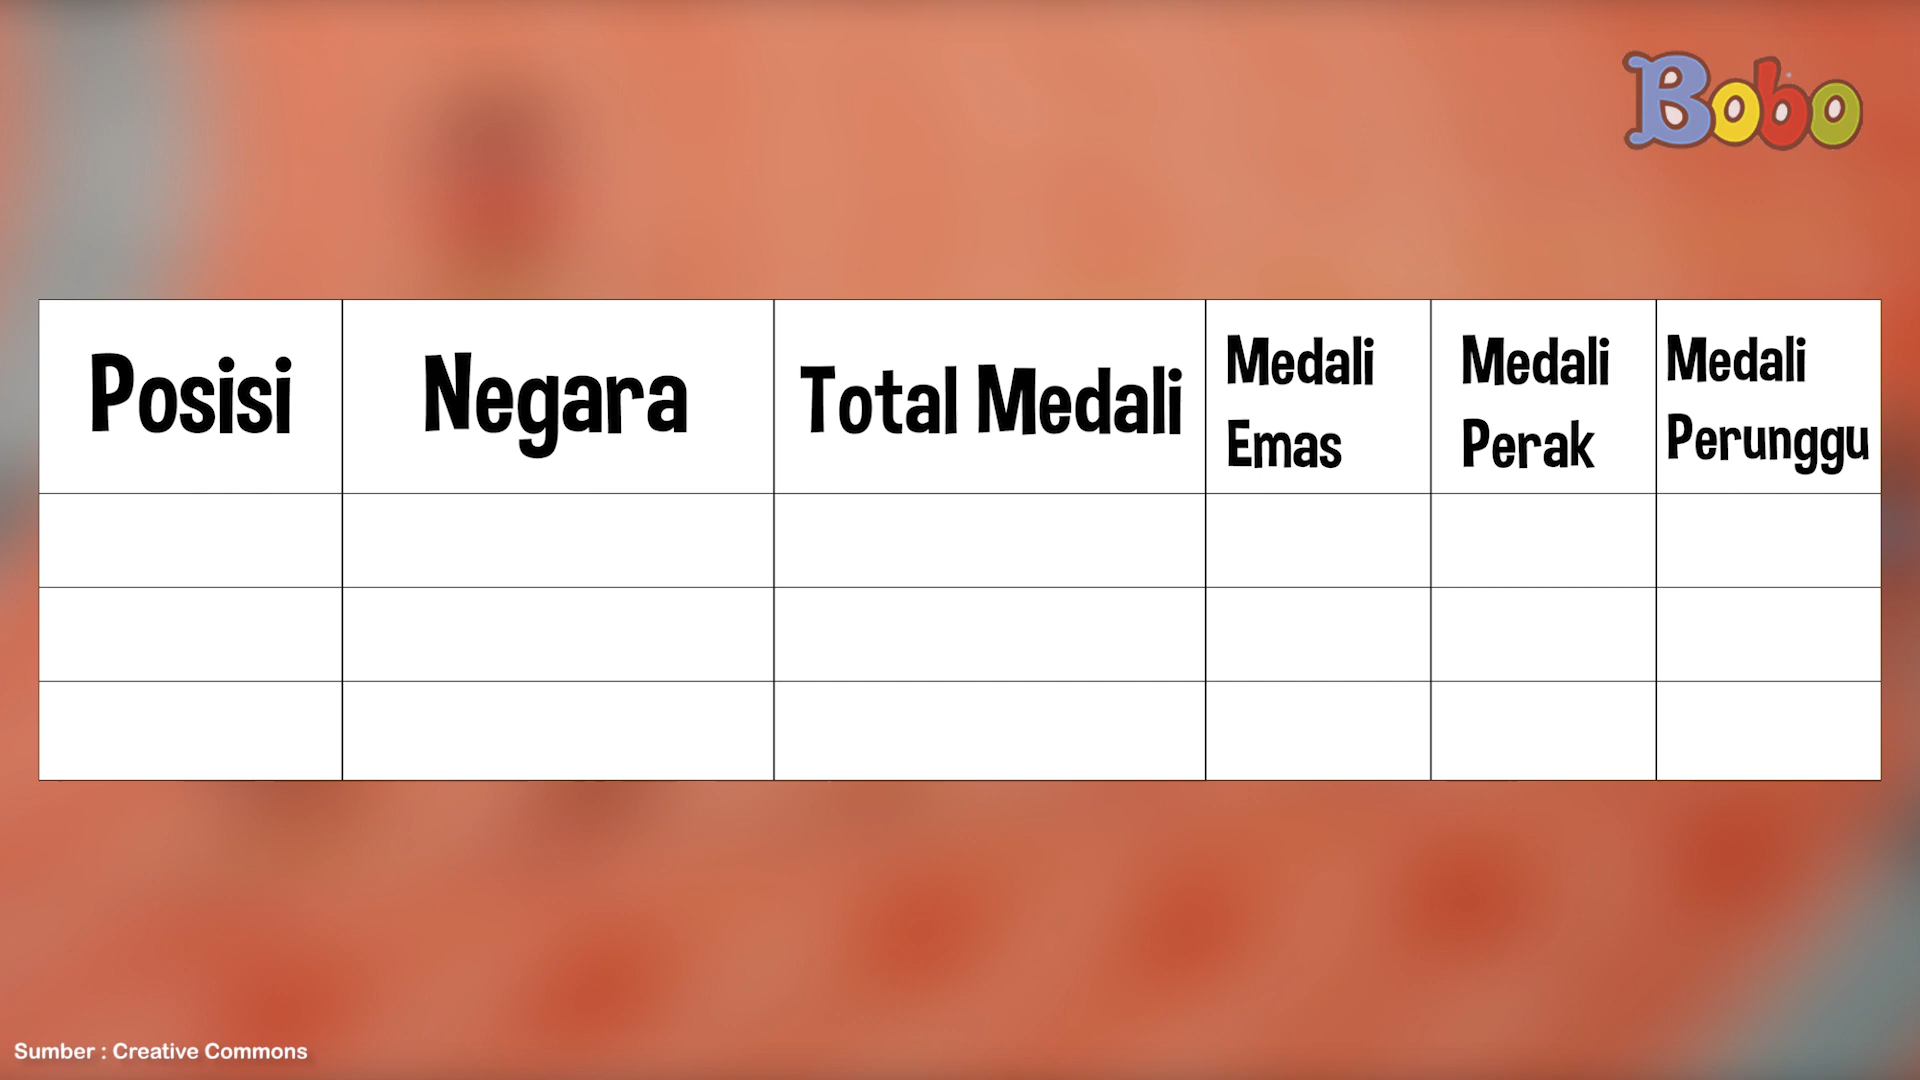 Bobo
Posisi
Negara
Total Medali
Medali
Emas
Medali
Perak
Medali
Perunggu
Sumber : Creative Commons